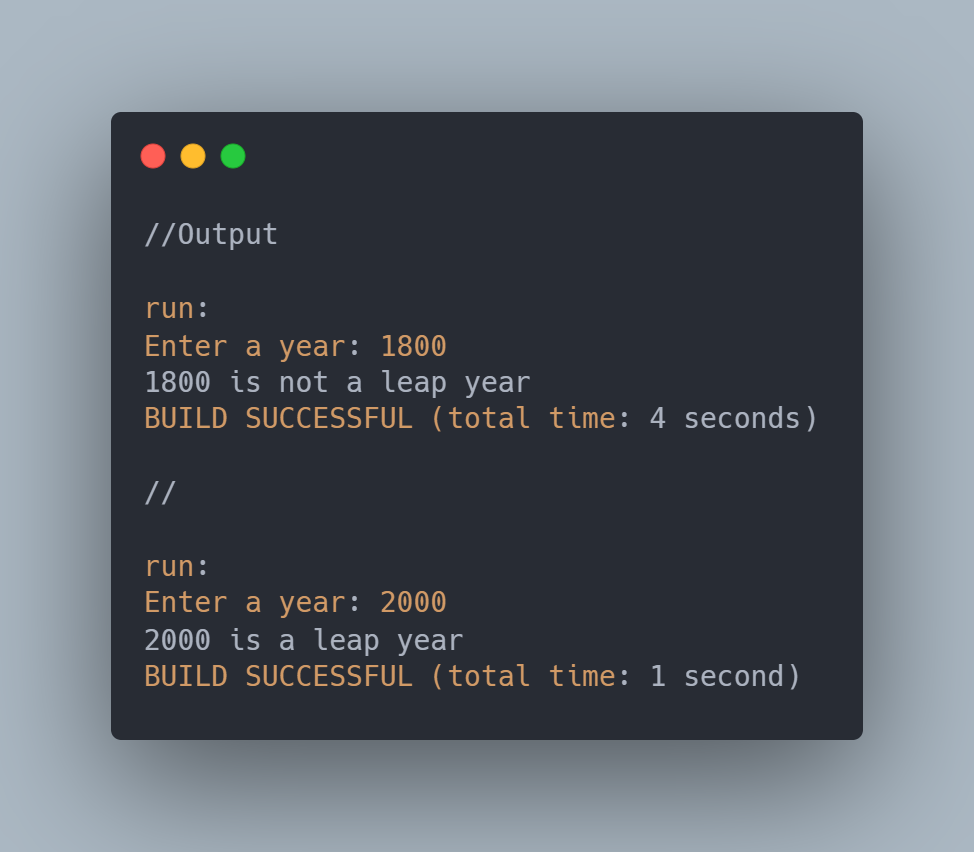 //Output
run:
Enter a year: 1800
1800 is not a leap year
BUILD SUCCESSFUL (total time: 4 seconds)
//
run:
Enter a year: 2000
2000 is a leap year
BUILD SUCCESSFUL (total time: 1 second)